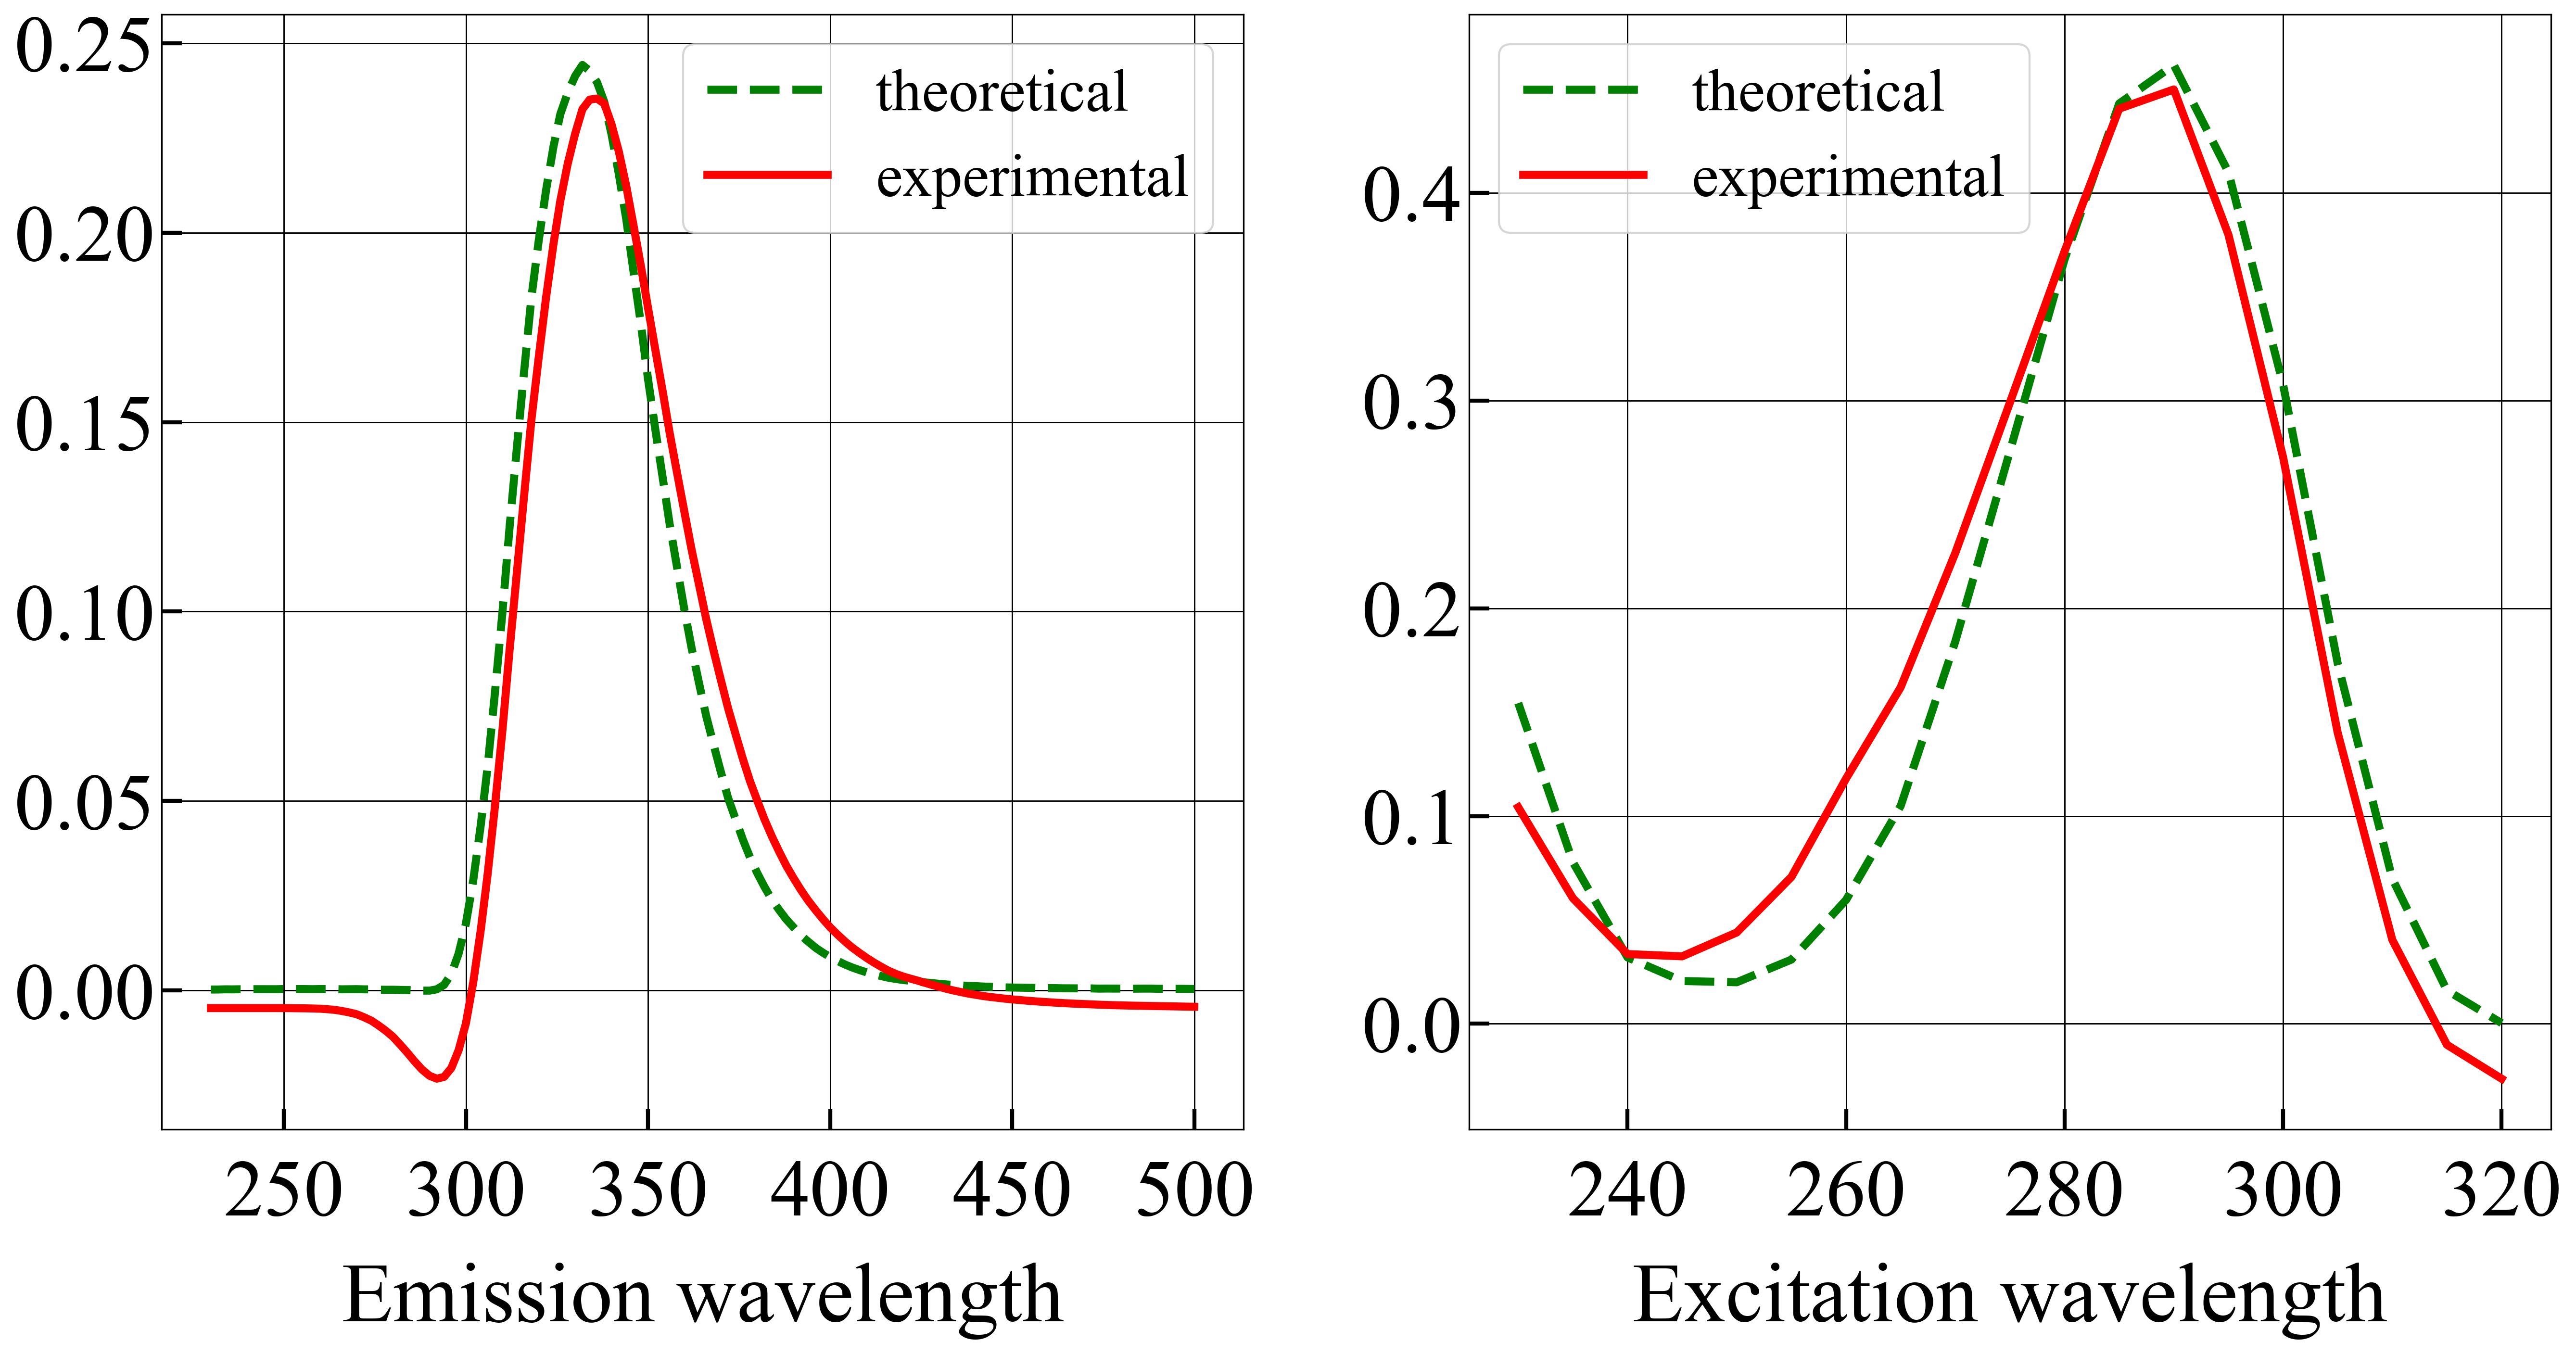 0.25
0.20
0.15
0.10
0.05
0.00
250 300 350 400 450 500
Emission wavelength
theoretical
experimental
0.4
0.3
0.2
0.1
0.0
240 260 280 300 320
Excitation wavelength
theoretical
experimental